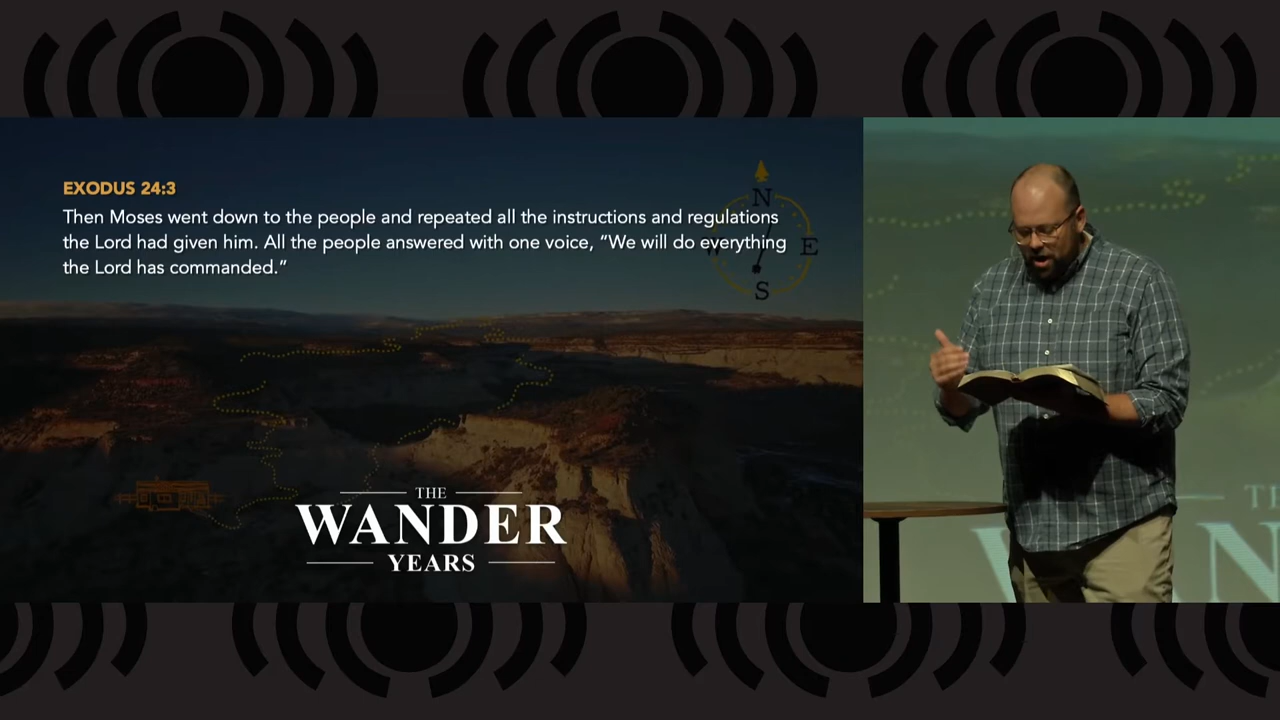 EXODUS 24:3
Then Moses went down to the people and repeated all the instructions and regulations
the Lord had given him. All the people answered with one voice, “We will do everything
the Lord has commanded.”
N
W E
S
THE
WANDER
YEARS
TH
WAN